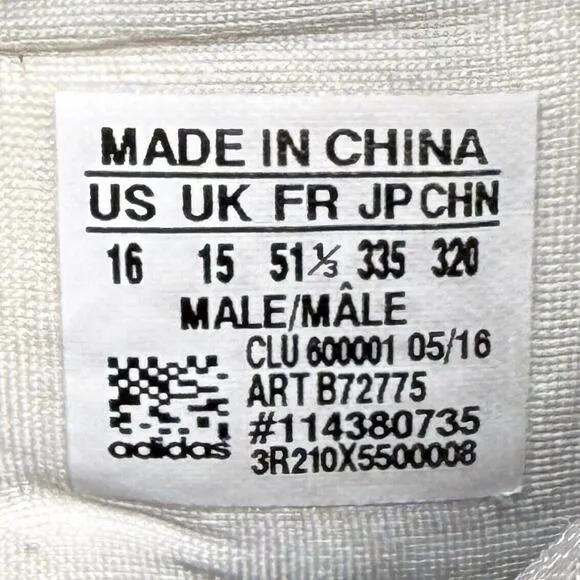 MADE IN CHINA
US UK FR JP CHN
16 15 51⅓ 335 320
MALE/MÂLE
CLU 600001 05/16
ART B72775
#114380735
adidas 3R210X5500008